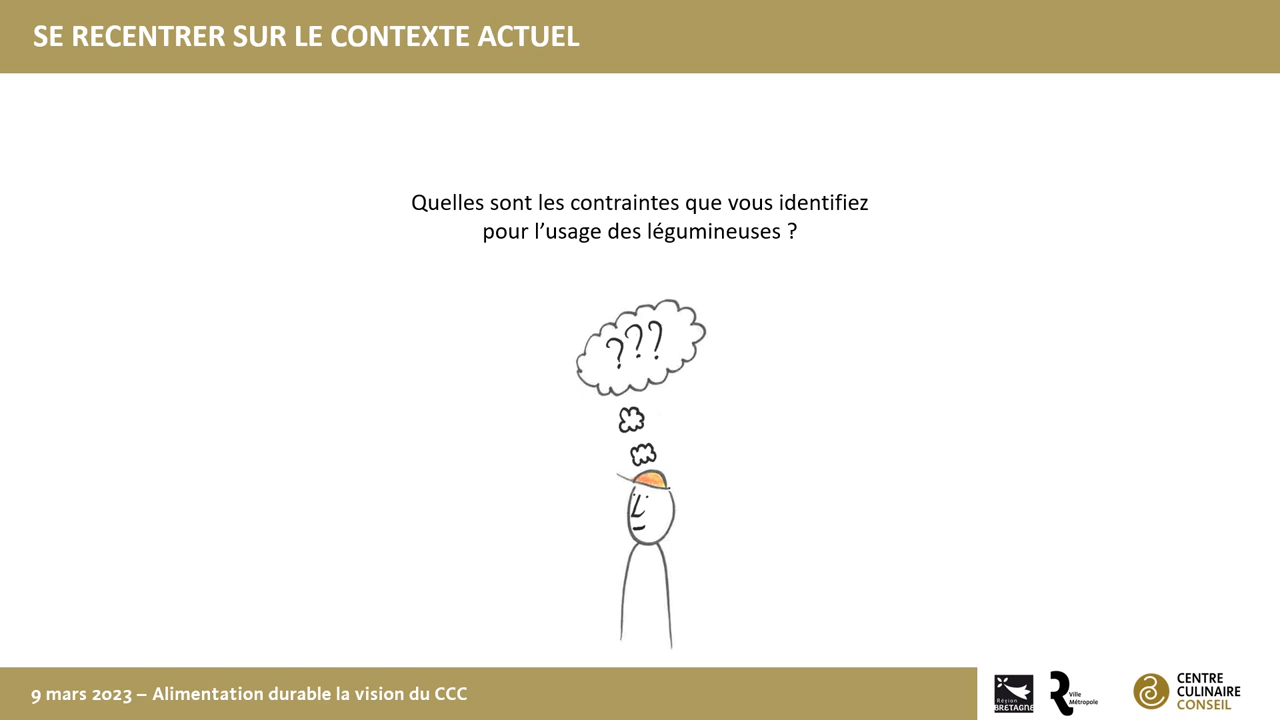 SE RECENTRER SUR LE CONTEXTE ACTUEL
Quelles sont les contraintes que vous identifiez
pour l’usage des légumineuses ?
???
9 mars 2023 – Alimentation durable la vision du CCC
Région
BRETAGNE
Ville
Métropole
CENTRE
CULINAIRE
CONSEIL